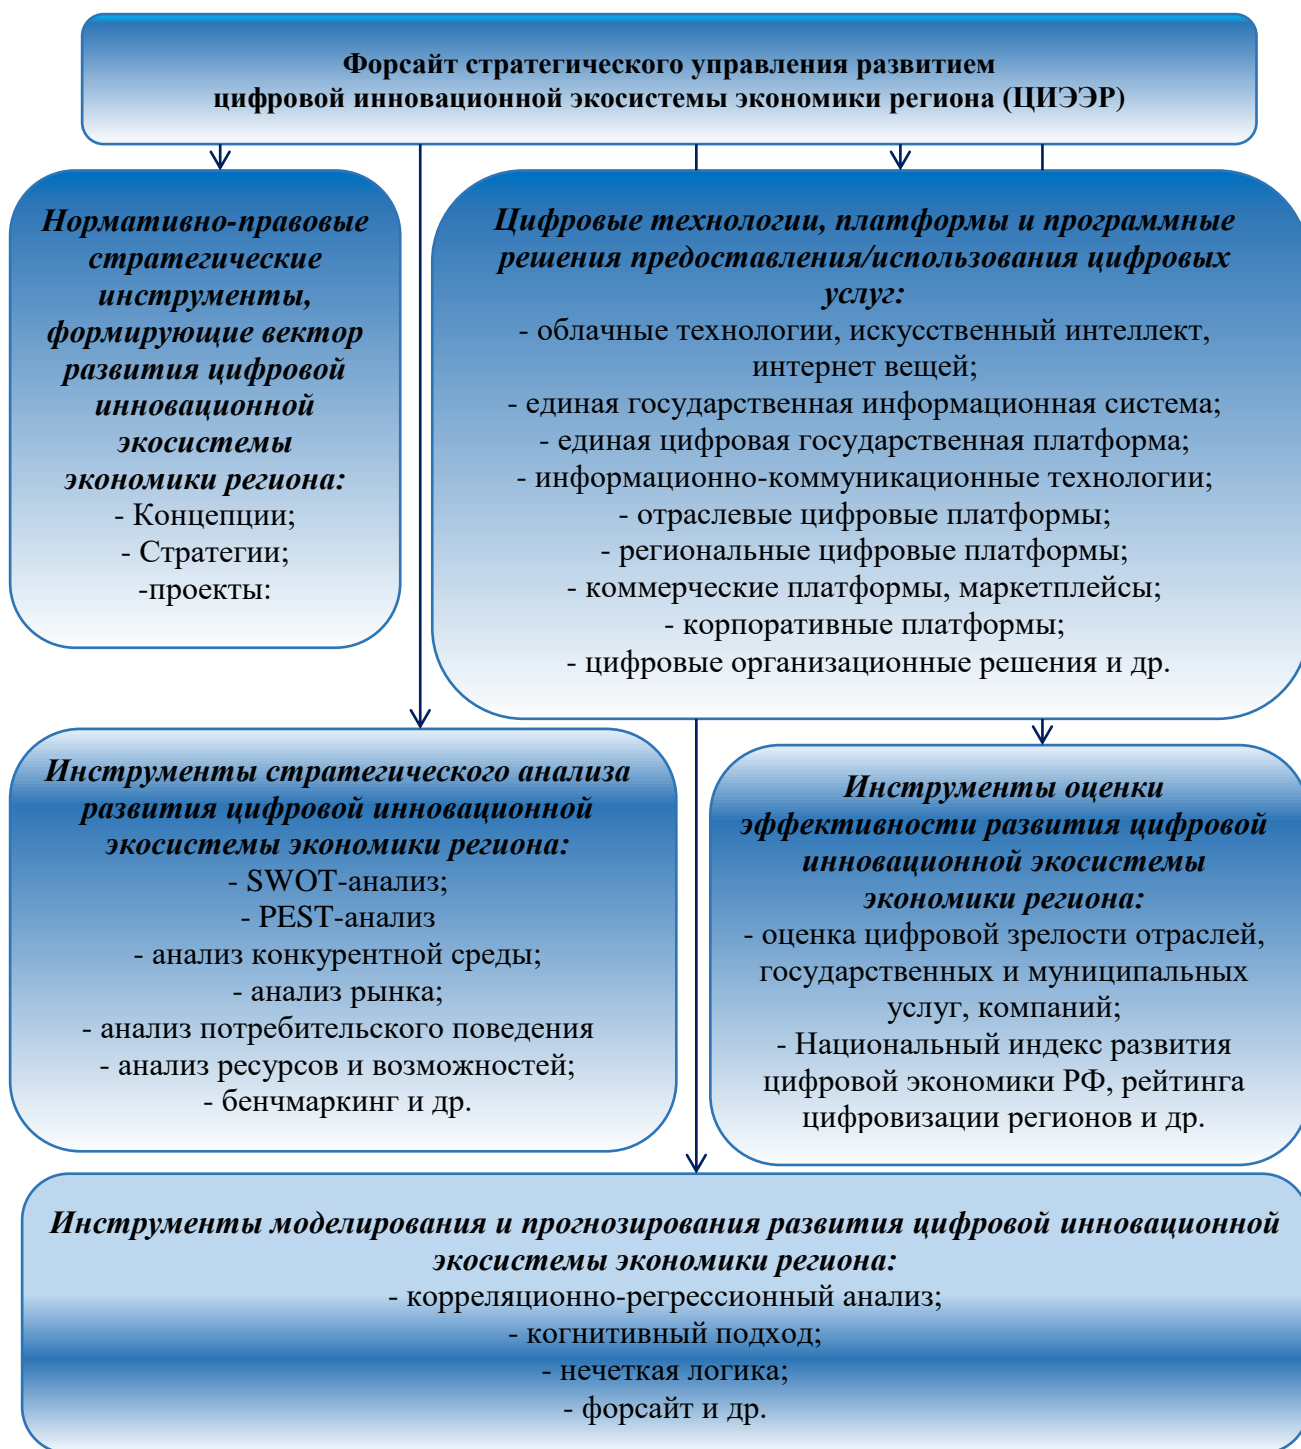 Форсайт стратегического управления развитием
цифровой инновационной экосистемы экономики региона (ЦИЭЭР)
Нормативно-правовые
стратегические
инструменты,
формирующие вектор
развития цифровой
инновационной
экосистемы
экономики региона:
- Концепции;
- Стратегии;
-проекты:
Цифровые технологии, платформы и программные
решения предоставления/использования цифровых
услуг:
- облачные технологии, искусственный интеллект,
интернет вещей;
- единая государственная информационная система;
- единая цифровая государственная платформа;
- информационно-коммуникационные технологии;
- отраслевые цифровые платформы;
- региональные цифровые платформы;
- коммерческие платформы, маркетплейсы;
- корпоративные платформы;
- цифровые организационные решения и др.
Инструменты стратегического анализа
развития цифровой инновационной
экосистемы экономики региона:
- SWOT-анализ;
- PEST-анализ
- анализ конкурентной среды;
- анализ рынка;
- анализ потребительского поведения
- анализ ресурсов и возможностей;
- бенчмаркинг и др.
Инструменты оценки
эффективности развития цифровой
инновационной экосистемы
экономики региона:
- оценка цифровой зрелости отраслей,
государственных и муниципальных
услуг, компаний;
- Национальный индекс развития
цифровой экономики РФ, рейтинга
цифровизации регионов и др.
Инструменты моделирования и прогнозирования развития цифровой инновационной
экосистемы экономики региона:
- корреляционно-регрессионный анализ;
- когнитивный подход;
- нечеткая логика;
- форсайт и др.